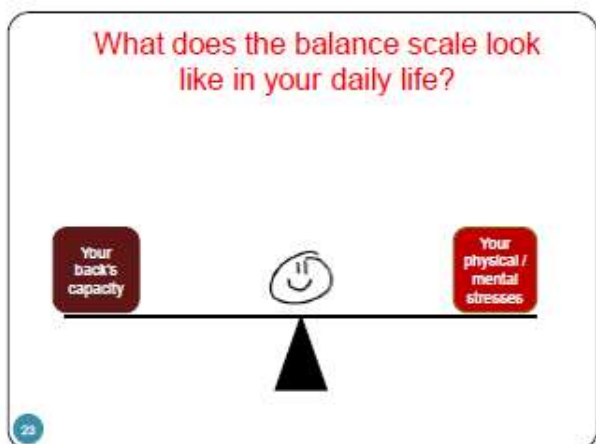 What does the balance scale look
like in your daily life?
Your
back's
capacity
Your
physical /
mental
stresses
23